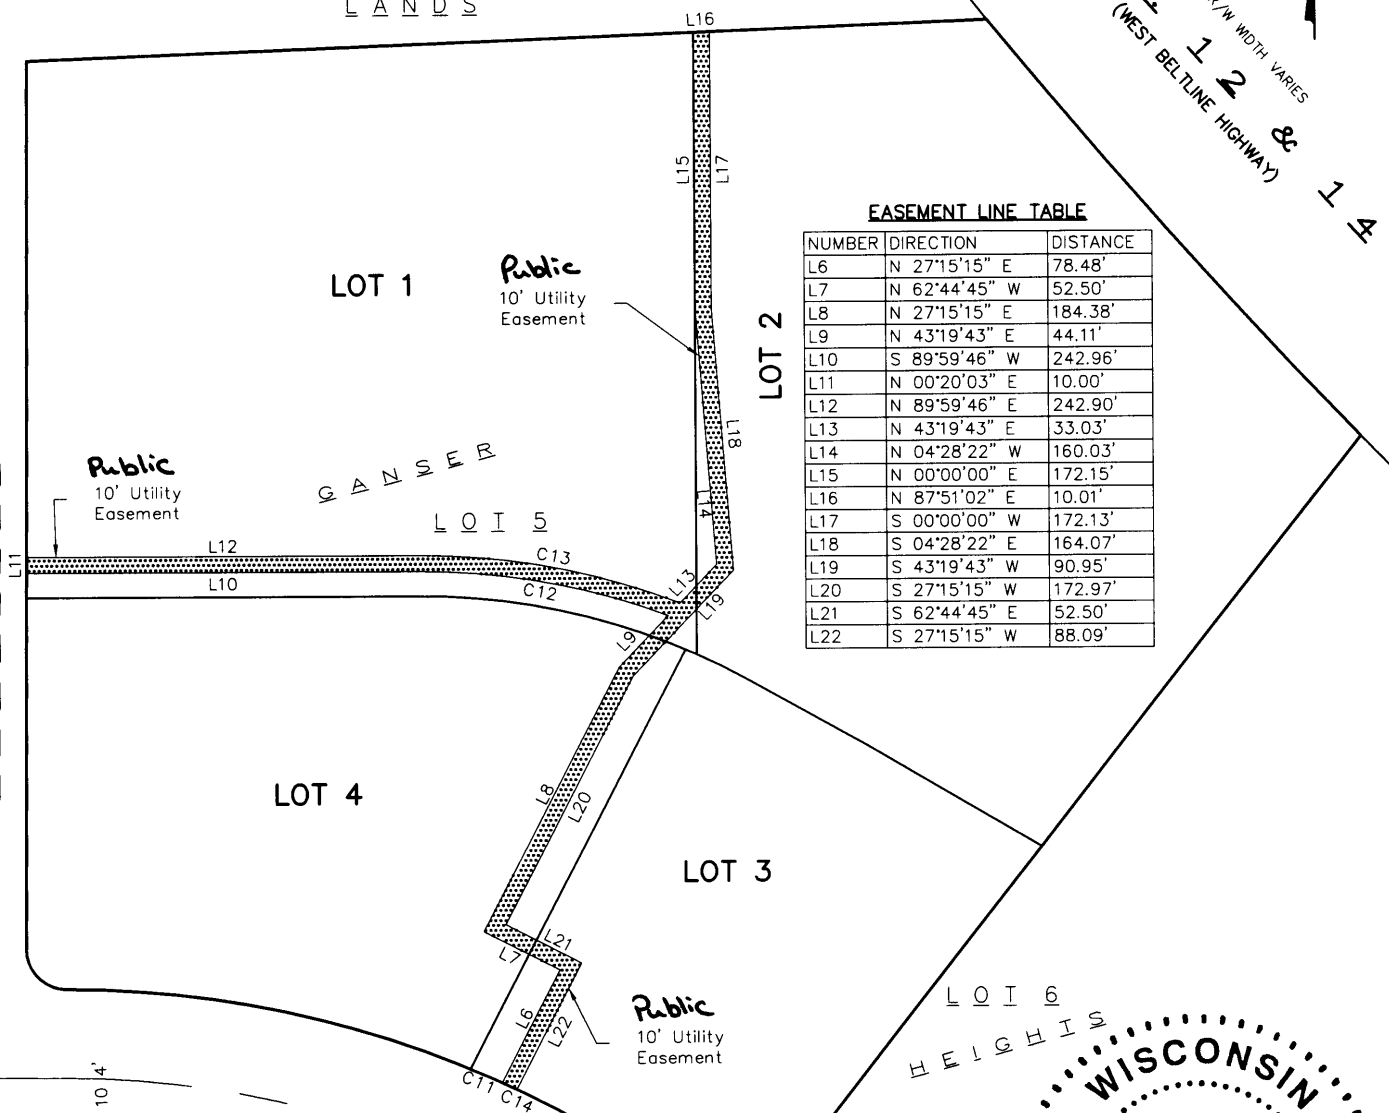 LANDS
L16
R/W WIDTH VARIES
12 & 14
(WEST BELTLINE HIGHWAY)
L15
L17
LOT 1
Public
10' Utility
Easement
LOT 2
EASEMENT LINE TABLE
NUMBER DIRECTION DISTANCE
L6 N 27°15'15" E 78.48'
L7 N 62°44'45" W 52.50'
L8 N 27°15'15" E 184.38'
L9 N 43°19'43" E 44.11'
L10 S 89°59'46" W 242.96'
L11 N 00°20'03" E 10.00'
L12 N 89°59'46" E 242.90'
L13 N 43°19'43" E 33.03'
L14 N 04°28'22" W 160.03'
L15 N 00°00'00" E 172.15'
L16 N 87°51'02" E 10.01'
L17 S 00°00'00" W 172.13'
L18 S 04°28'22" E 164.07'
L19 S 43°19'43" W 90.95'
L20 S 27°15'15" W 172.97'
L21 S 62°44'45" E 52.50'
L22 S 27°15'15" W 88.09'
L18
L14
GANSER
Public
10' Utility
Easement
LOT 5
L11
L12
L10
C13
C12
L13
L19
L9
LOT 4
L8
L20
LOT 3
L21
L7
L6
L22
Public
10' Utility
Easement
LOT 6
HEIGHTS
WISCONSIN
C11
C14
104'